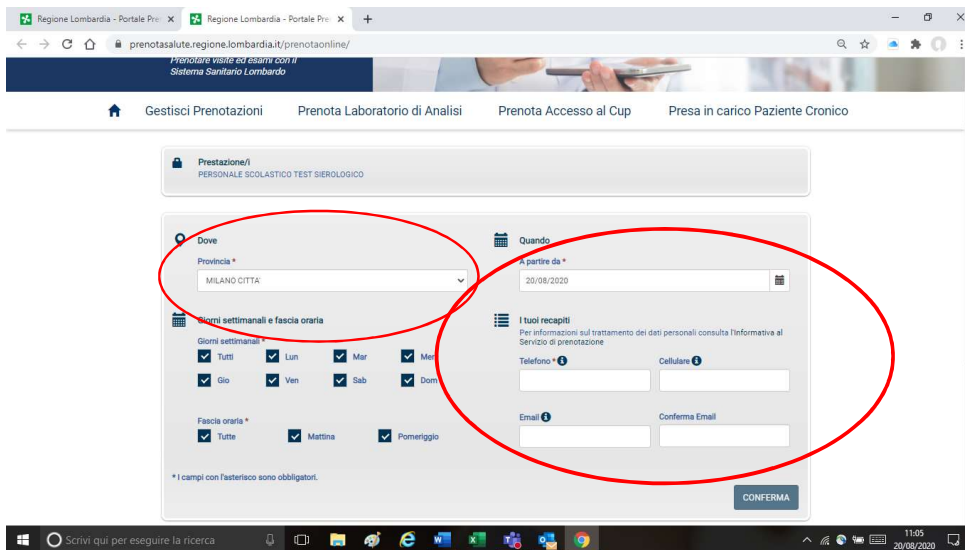 Regione Lombardia - Portale Pre
Regione Lombardia - Portale Pre
prenotasalute.regione.lombardia.it/prenotaonline/
Prenotare visite ed esami con il
Sistema Sanitario Lombardo
Gestisci Prenotazioni
Prenota Laboratorio di Analisi
Prenota Accesso al Cup
Presa in carico Paziente Cronico
Prestazione/i
PERSONALE SCOLASTICO TEST SIEROLOGICO
Dove
Provincia *
MILANO CITTA'
Quando
A partire da *
20/08/2020
Giorni settimanali e fascia oraria
Giorni settimanali *
Tutti Lun Mar Mer
Gio Ven Sab Dom
Fascia oraria *
Tutte Mattina Pomeriggio
* I campi con l'asterisco sono obbligatori.
I tuoi recapiti
Per informazioni sul trattamento dei dati personali consulta l'Informativa al
Servizio di prenotazione
Telefono * Cellulare
Email Conferma Email
CONFERMA
Scrivi qui per eseguire la ricerca
11:05
20/08/2020